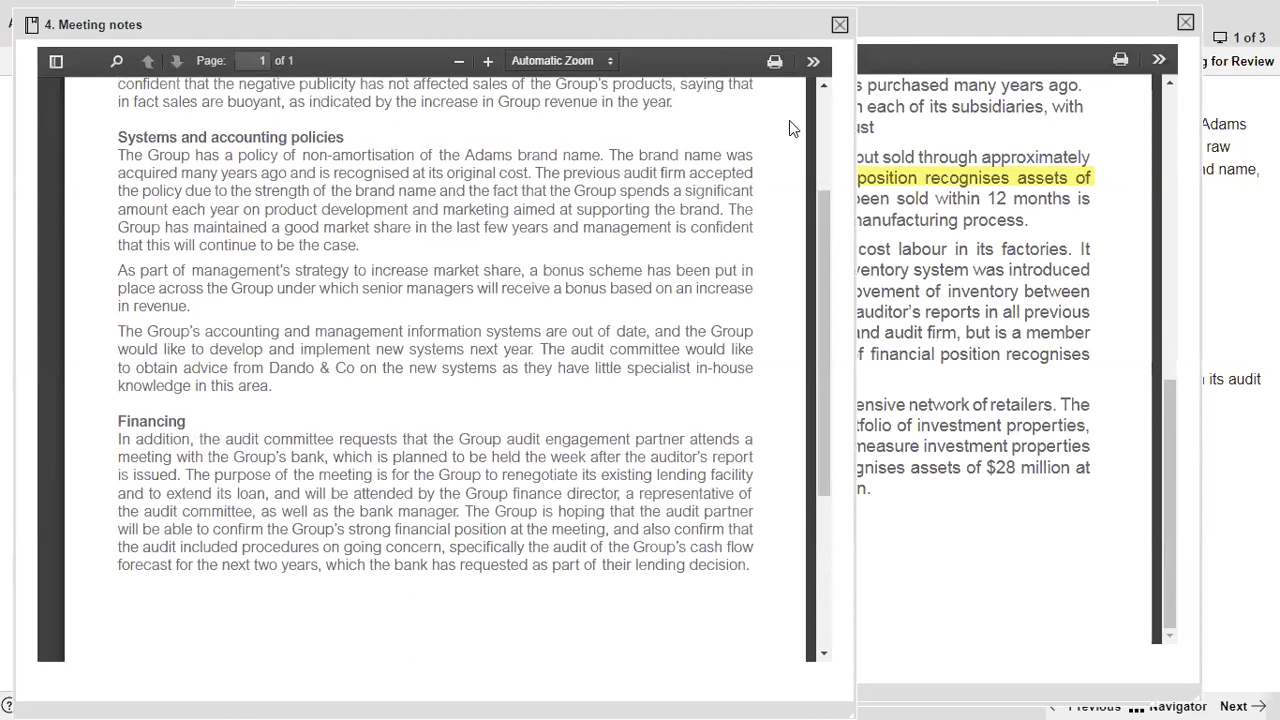 4. Meeting notes
Page: 1 of 1
Automatic Zoom
confident that the negative publicity has not affected sales of the Group's products, saying that
in fact sales are buoyant, as indicated by the increase in Group revenue in the year.
Systems and accounting policies
The Group has a policy of non-amortisation of the Adams brand name. The brand name was
acquired many years ago and is recognised at its original cost. The previous audit firm accepted
the policy due to the strength of the brand name and the fact that the Group spends a significant
amount each year on product development and marketing aimed at supporting the brand. The
Group has maintained a good market share in the last few years and management is confident
that this will continue to be the case.
As part of management's strategy to increase market share, a bonus scheme has been put in
place across the Group under which senior managers will receive a bonus based on an increase
in revenue.
The Group's accounting and management information systems are out of date, and the Group
would like to develop and implement new systems next year. The audit committee would like
to obtain advice from Dando & Co on the new systems as they have little specialist in-house
knowledge in this area.
Financing
In addition, the audit committee requests that the Group audit engagement partner attends a
meeting with the Group's bank, which is planned to be held the week after the auditor's report
is issued. The purpose of the meeting is for the Group to renegotiate its existing lending facility
and to extend its loan, and will be attended by the Group finance director, a representative of
the audit committee, as well as the bank manager. The Group is hoping that the audit partner
will be able to confirm the Group's strong financial position at the meeting, and also confirm that
the audit included procedures on going concern, specifically the audit of the Group's cash flow
forecast for the next two years, which the bank has requested as part of their lending decision.
s purchased many years ago.
n each of its subsidiaries, with
ust
but sold through approximately
position recognises assets of
been sold within 12 months is
manufacturing process.
cost labour in its factories. It
ventory system was introduced
ovement of inventory between
auditor's reports in all previous
and audit firm, but is a member
of financial position recognises
ensive network of retailers. The
tfolio of investment properties,
measure investment properties
gnises assets of $28 million at
n.
1 of 3
g for Review
Adams
raw
nd name,
n its audit
Previous
Navigator
Next